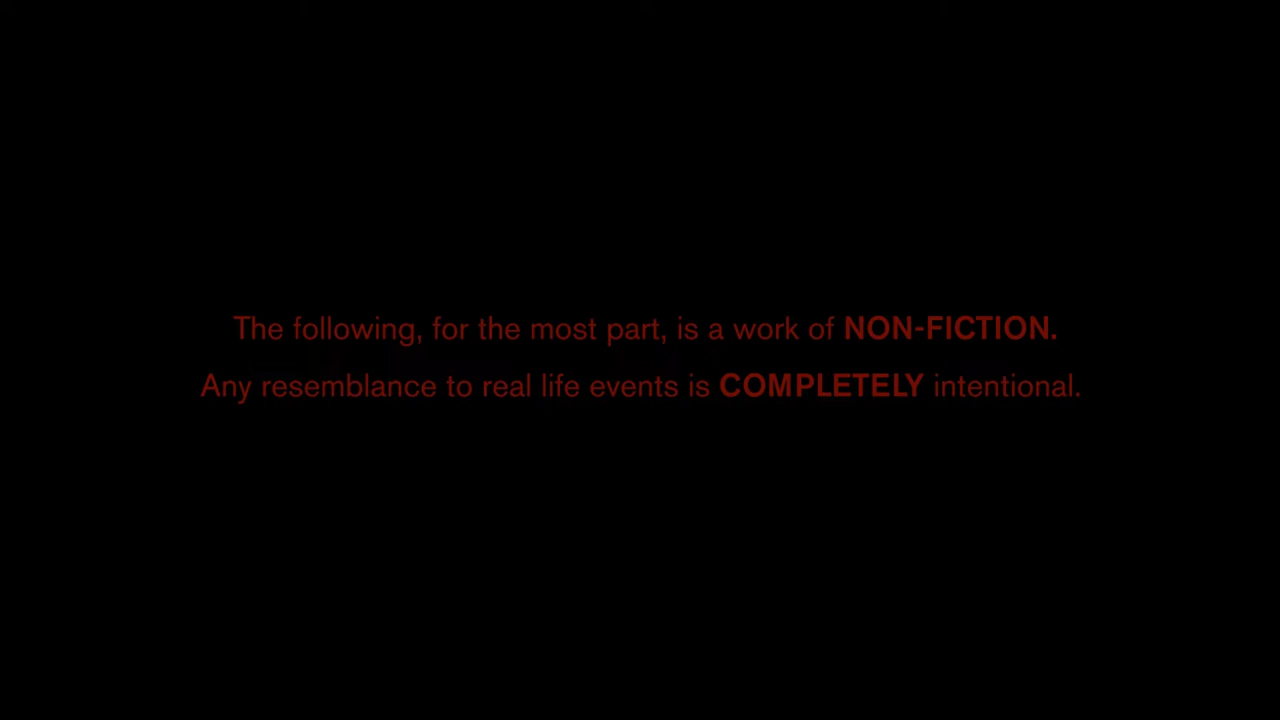 The following, for the most part, is a work of NON-FICTION.
Any resemblance to real life events is COMPLETELY intentional.